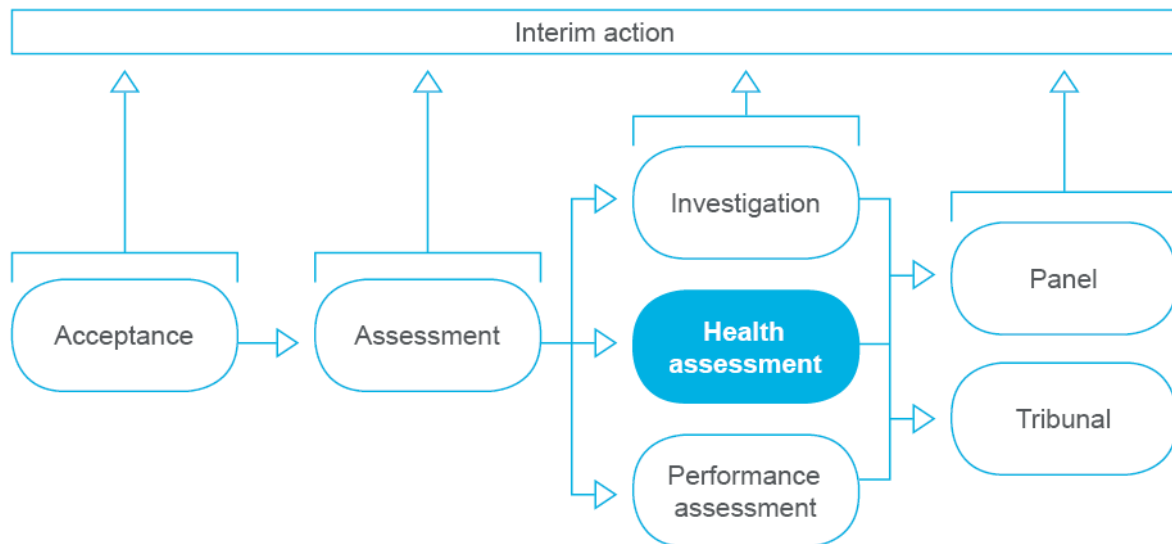 Interim action
Acceptance
Assessment
Investigation
Health
assessment
Performance
assessment
Panel
Tribunal